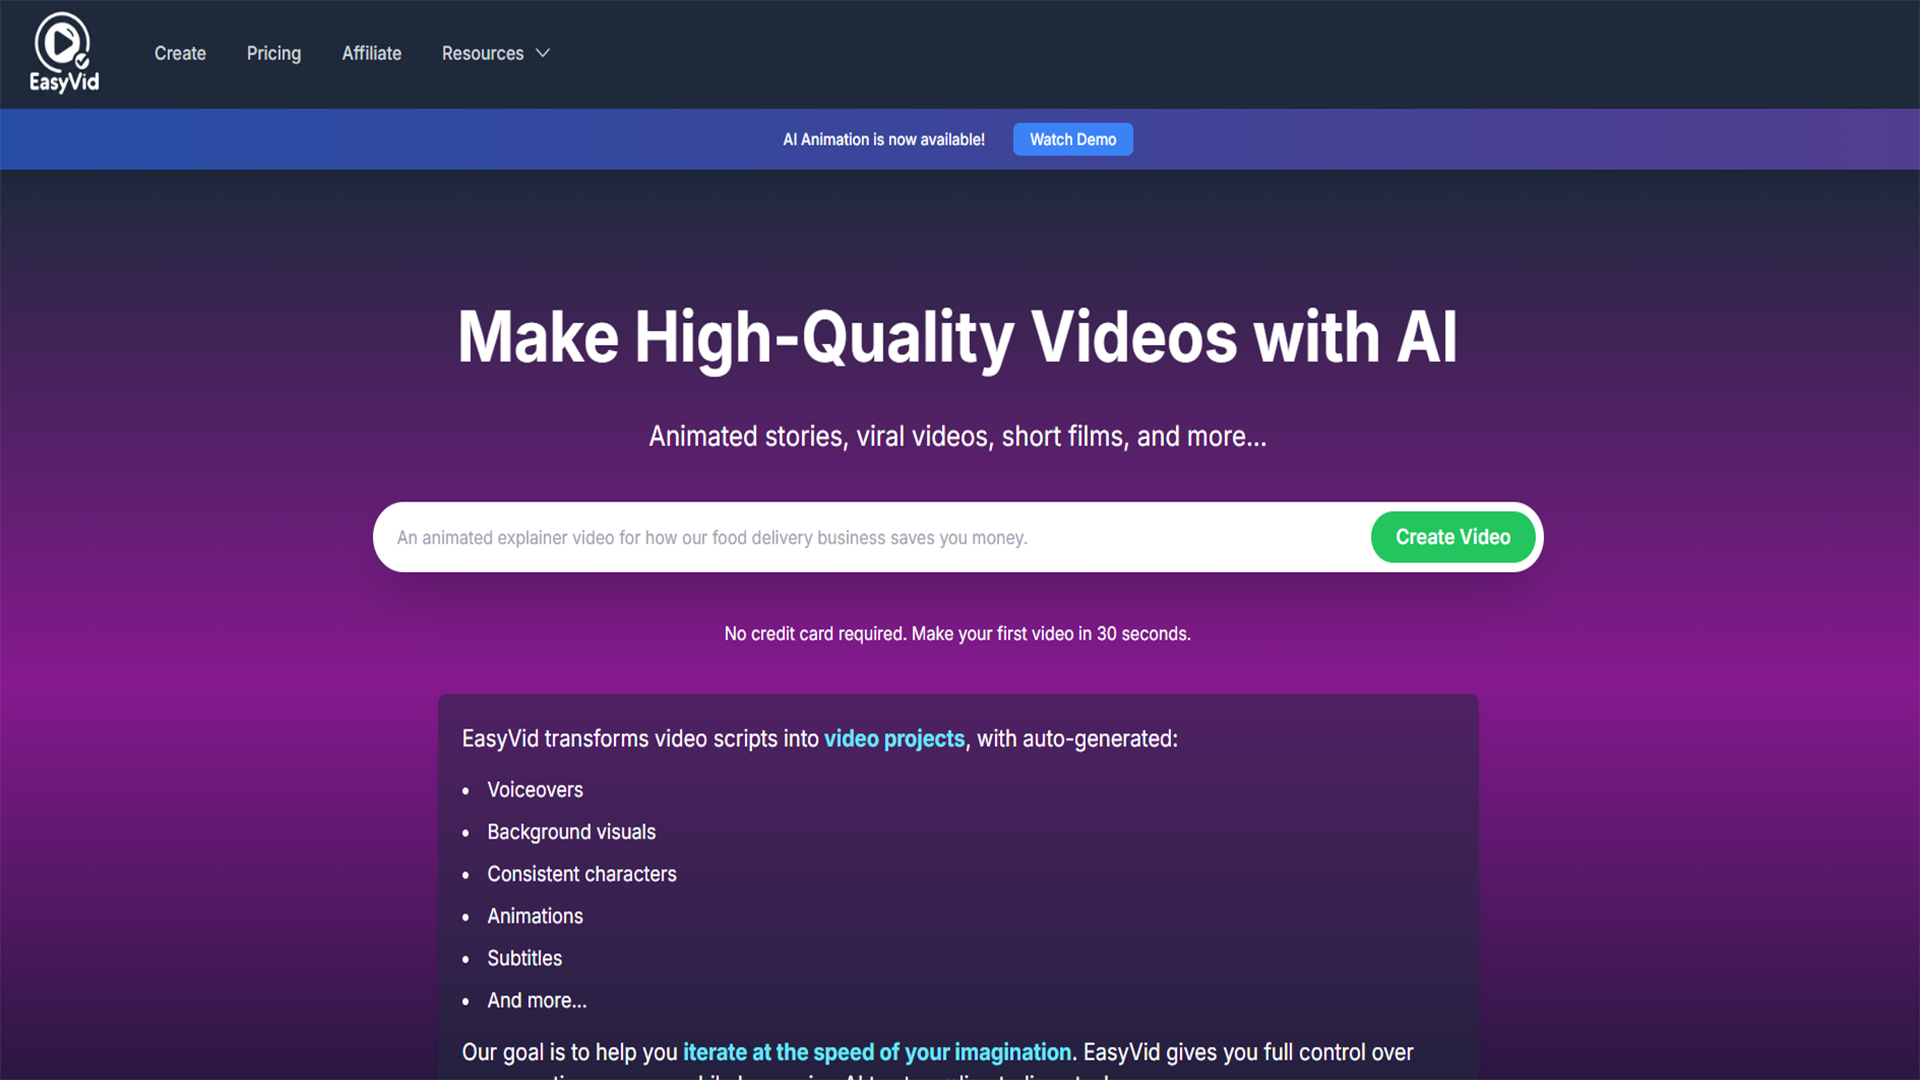 EasyVid
Create Pricing Affiliate Resources
AI Animation is now available! Watch Demo
Make High-Quality Videos with AI
Animated stories, viral videos, short films, and more...
An animated explainer video for how our food delivery business saves you money. Create Video
No credit card required. Make your first video in 30 seconds.
EasyVid transforms video scripts into video projects, with auto-generated:
• Voiceovers
• Background visuals
• Consistent characters
• Animations
• Subtitles
• And more...
Our goal is to help you iterate at the speed of your imagination. EasyVid gives you full control over